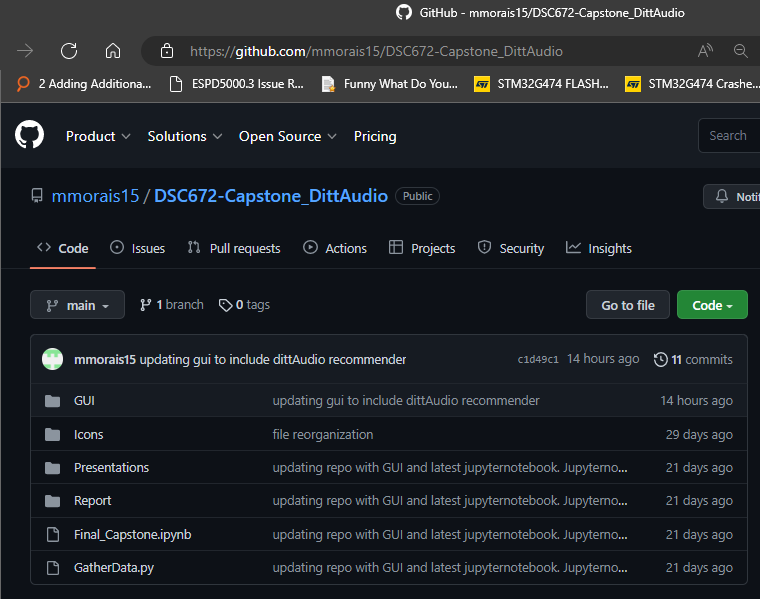 GitHub - mmorais15/DSC672-Capstone_DittAudio
https://github.com/mmorais15/DSC672-Capstone_DittAudio
2 Adding Additiona... ESPD5000.3 Issue R... Funny What Do You... STM32G474 FLASH... STM32G474 Crashe...
Product Solutions Open Source Pricing Search
mmorais15 / DSC672-Capstone_DittAudio Public
Code Issues Pull requests Actions Projects Security Insights
main 1 branch 0 tags Go to file Code
mmorais15 updating gui to include dittAudio recommender c1d49c1 14 hours ago 11 commits
GUI updating gui to include dittAudio recommender 14 hours ago
Icons file reorganization 29 days ago
Presentations updating repo with GUI and latest jupyternotebook. Jupyterno... 21 days ago
Report updating repo with GUI and latest jupyternotebook. Jupyterno... 21 days ago
Final_Capstone.ipynb updating repo with GUI and latest jupyternotebook. Jupyterno... 21 days ago
GatherData.py updating repo with GUI and latest jupyternotebook. Jupyterno... 21 days ago